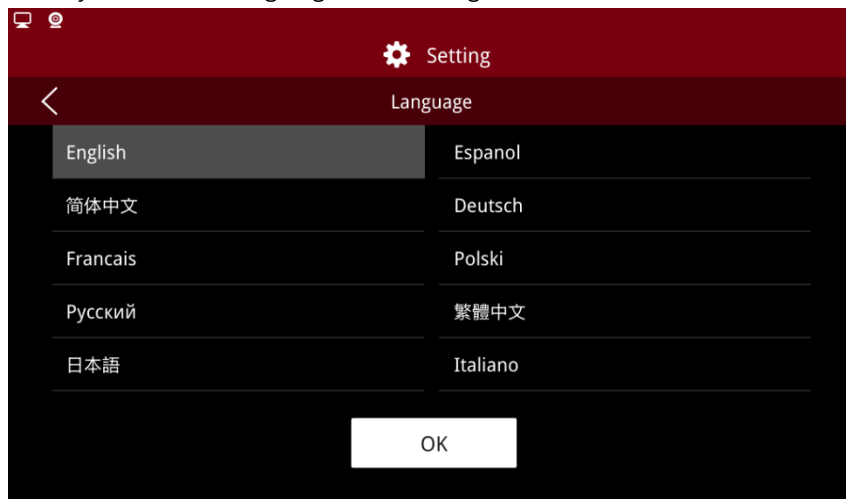 Setting
Language
English
Espanol
简体中文
Deutsch
Francais
Polski
Русский
繁體中文
日本語
Italiano
OK